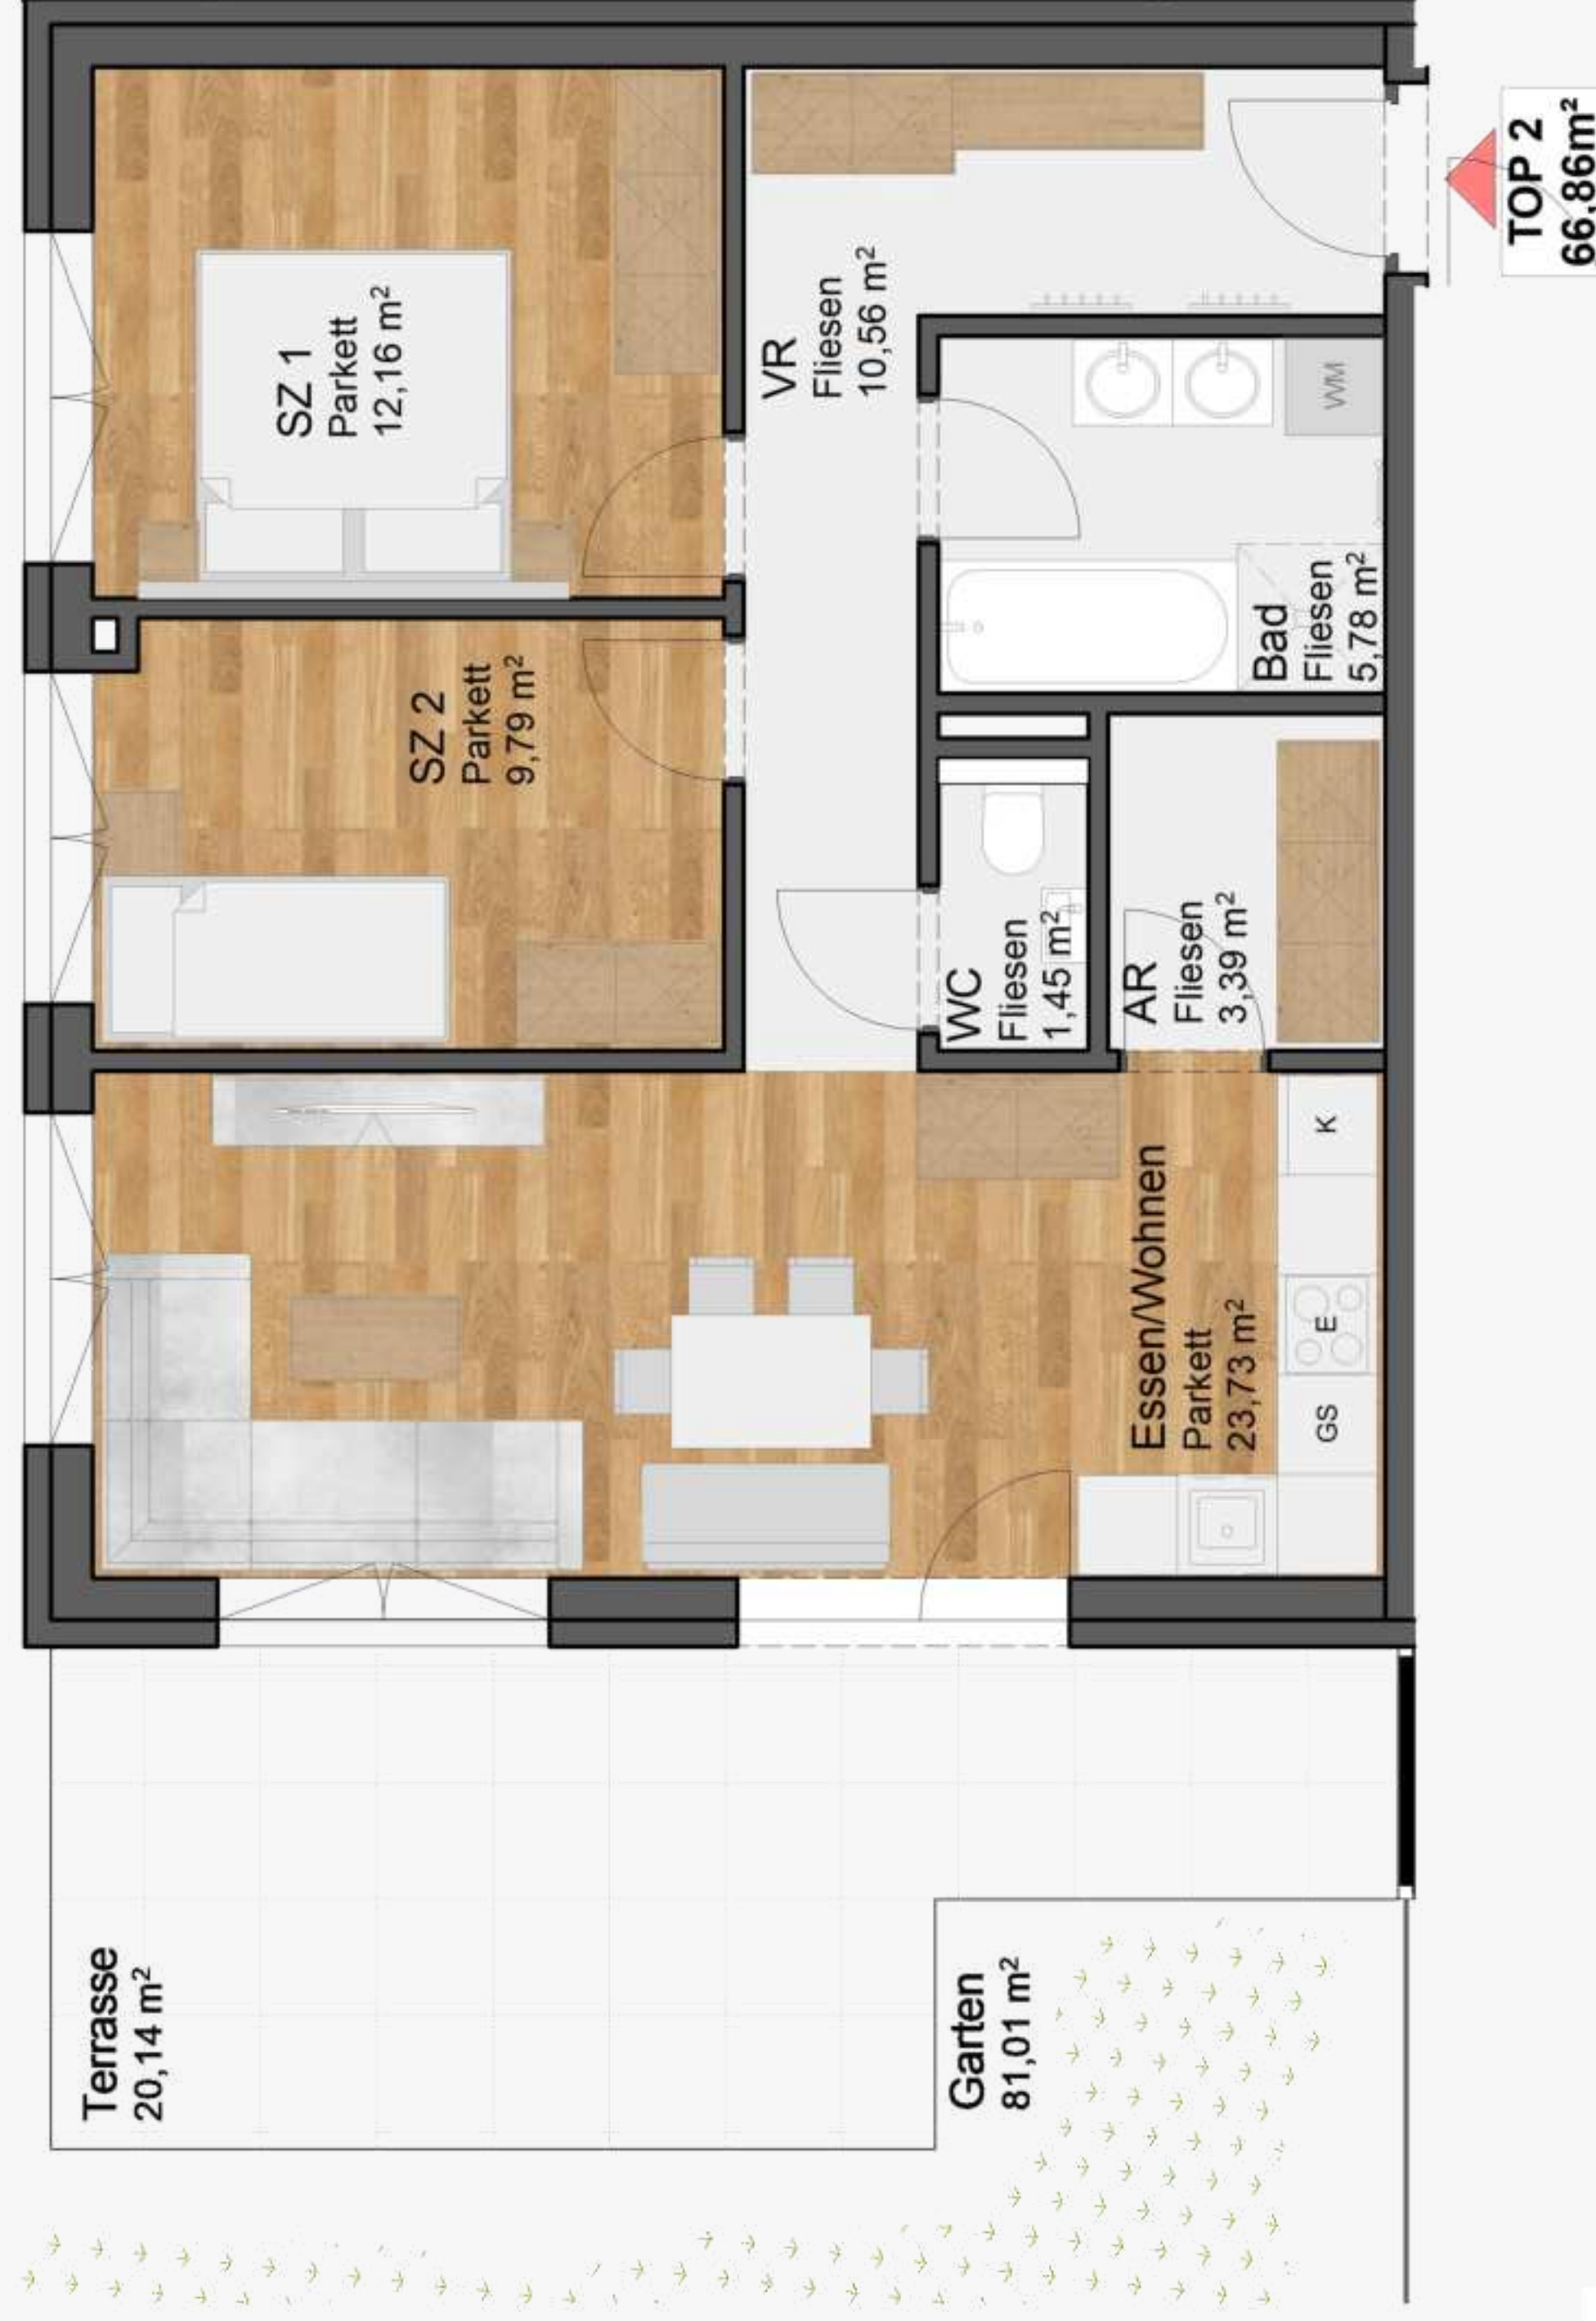 TOP 2
66,86m²
SZ 1
Parkett
12,16 m²
VR
Fliesen
10,56 m²
WM
SZ 2
Parkett
9,79 m²
Bad
Fliesen
5,78 m²
WC
Fliesen
1,45 m²
AR
Fliesen
3,39 m²
Essen/Wohnen
Parkett
23,73 m²
K
E
GS
Terrasse
20,14 m²
Garten
81,01 m²